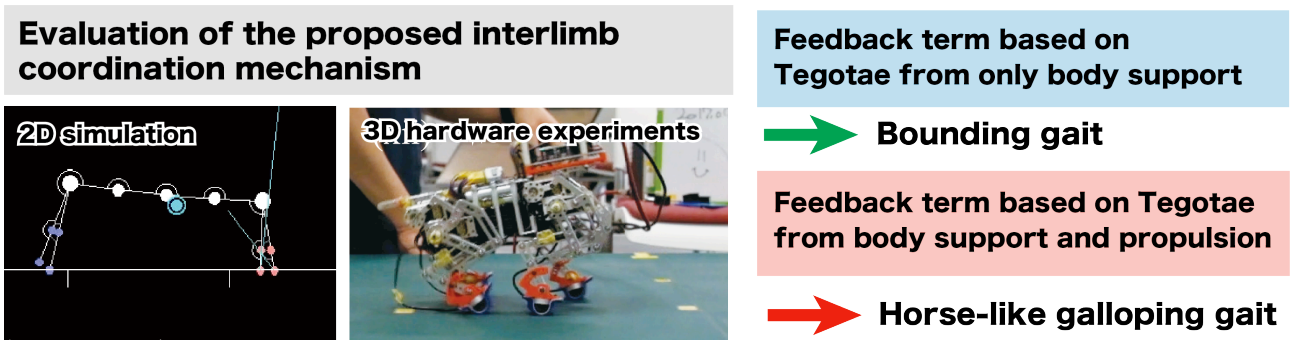 Evaluation of the proposed interlimb
coordination mechanism
2D simulation
3D hardware experiments
Feedback term based on
Tegotae from only body support
Bounding gait
Feedback term based on Tegotae
from body support and propulsion
Horse-like galloping gait